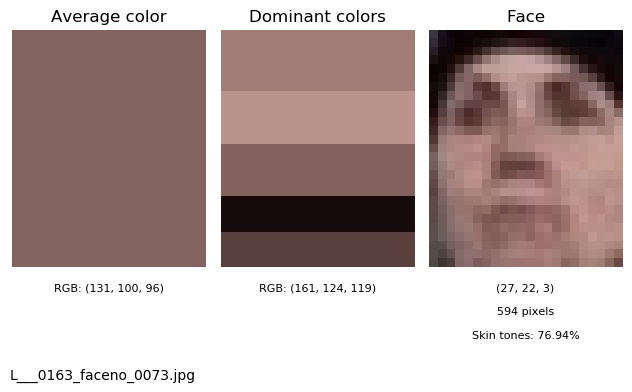 Average color
Dominant colors
Face
RGB: (131, 100, 96)
RGB: (161, 124, 119)
(27, 22, 3)
594 pixels
Skin tones: 76.94%
L___0163_faceno_0073.jpg